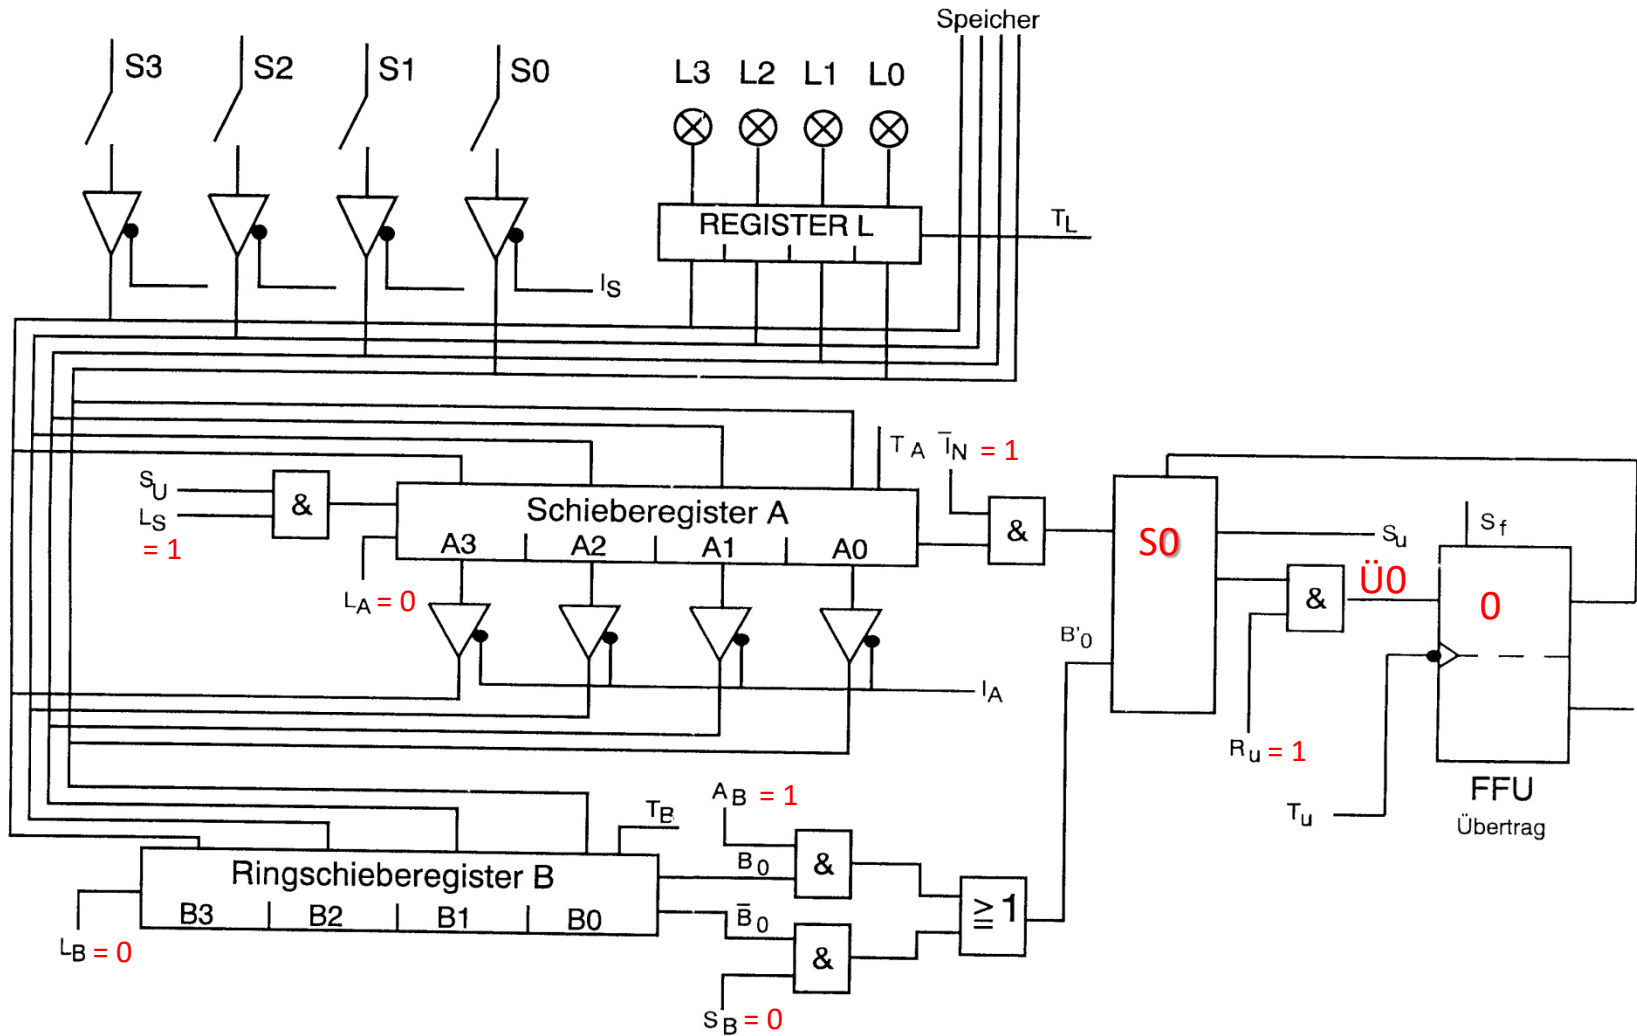 Speicher
S3
S2
S1
S0
L3 L2 L1 L0
REGISTER L
TL
IS
TA
I̅N = 1
SU
LS
= 1
&
Schieberegister A
A3 A2 A1 A0
LA = 0
&
S0
Su
Sf
&
Ü0
0
B'0
IA
Ru = 1
Tu
FFU
Übertrag
AB = 1
TB
B0
&
Ringschieberegister B
B3 B2 B1 B0
B̅0
≥1
LB = 0
&
SB = 0